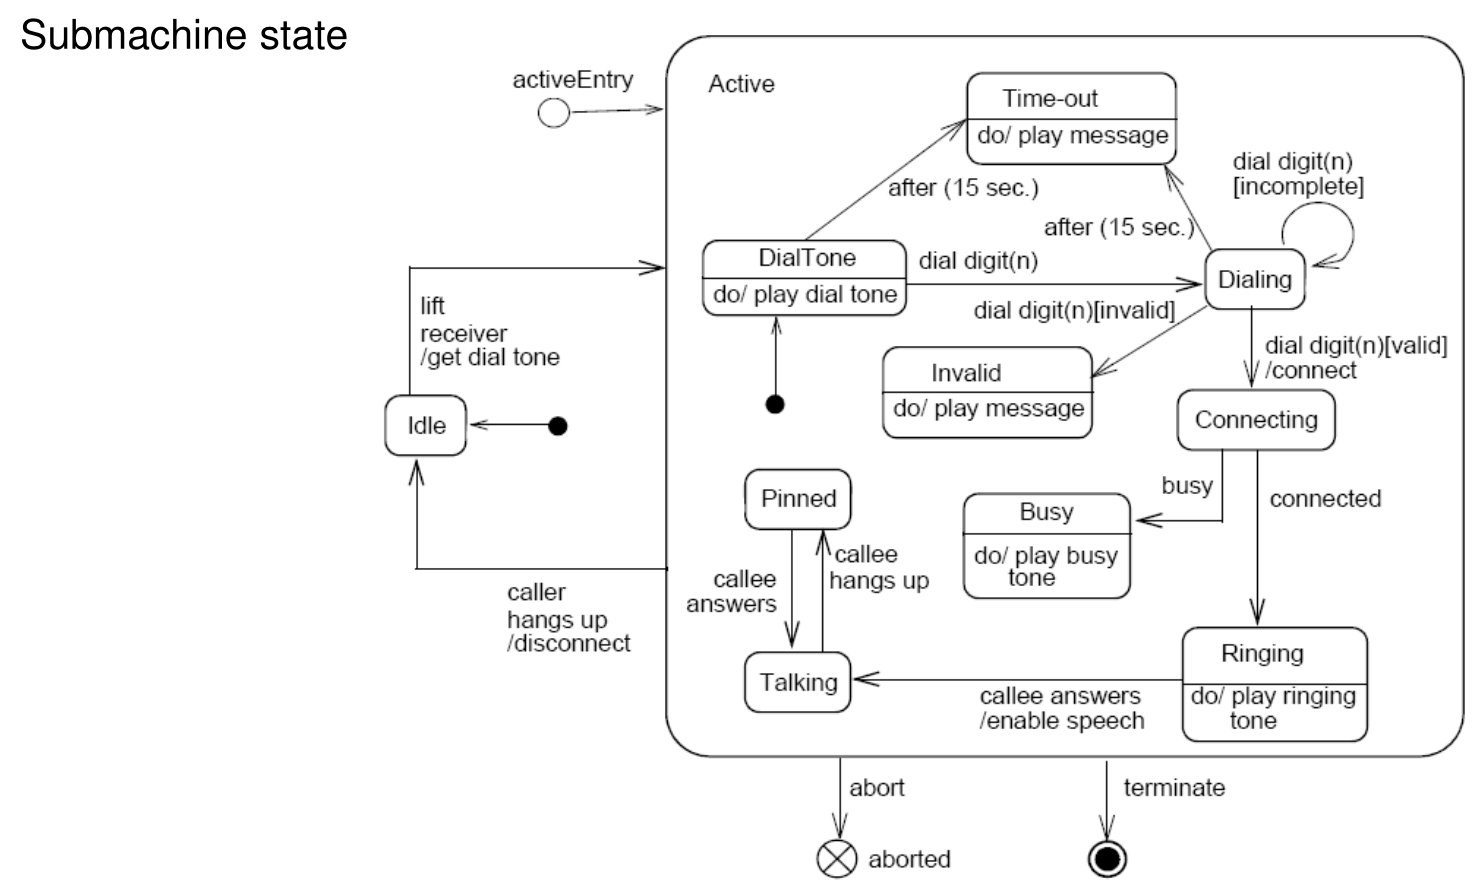 Submachine state
activeEntry
Active
Time-out
do/ play message
dial digit(n)
[incomplete]
after (15 sec.)
after (15 sec.)
DialTone
do/ play dial tone
dial digit(n)
Dialing
dial digit(n)[invalid]
lift
receiver
/get dial tone
dial digit(n)[valid]
/connect
Invalid
do/ play message
Idle
Connecting
Pinned
busy
connected
Busy
do/ play busy
tone
callee
hangs up
callee
answers
caller
hangs up
/disconnect
Ringing
do/ play ringing
tone
Talking
callee answers
/enable speech
abort
terminate
aborted